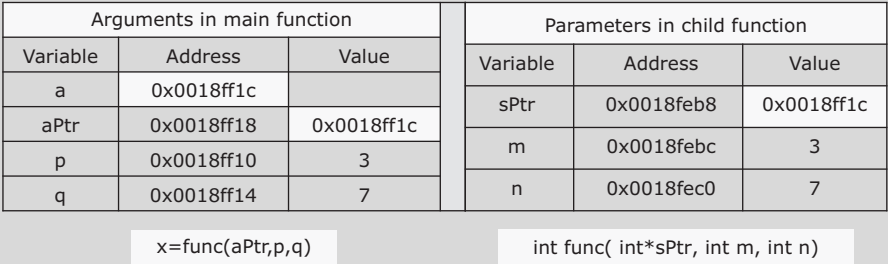 Arguments in main function
Variable Address Value
a 0x0018ff1c
aPtr 0x0018ff18 0x0018ff1c
p 0x0018ff10 3
q 0x0018ff14 7
x=func(aPtr,p,q)
Parameters in child function
Variable Address Value
sPtr 0x0018feb8 0x0018ff1c
m 0x0018febc 3
n 0x0018fec0 7
int func( int*sPtr, int m, int n)